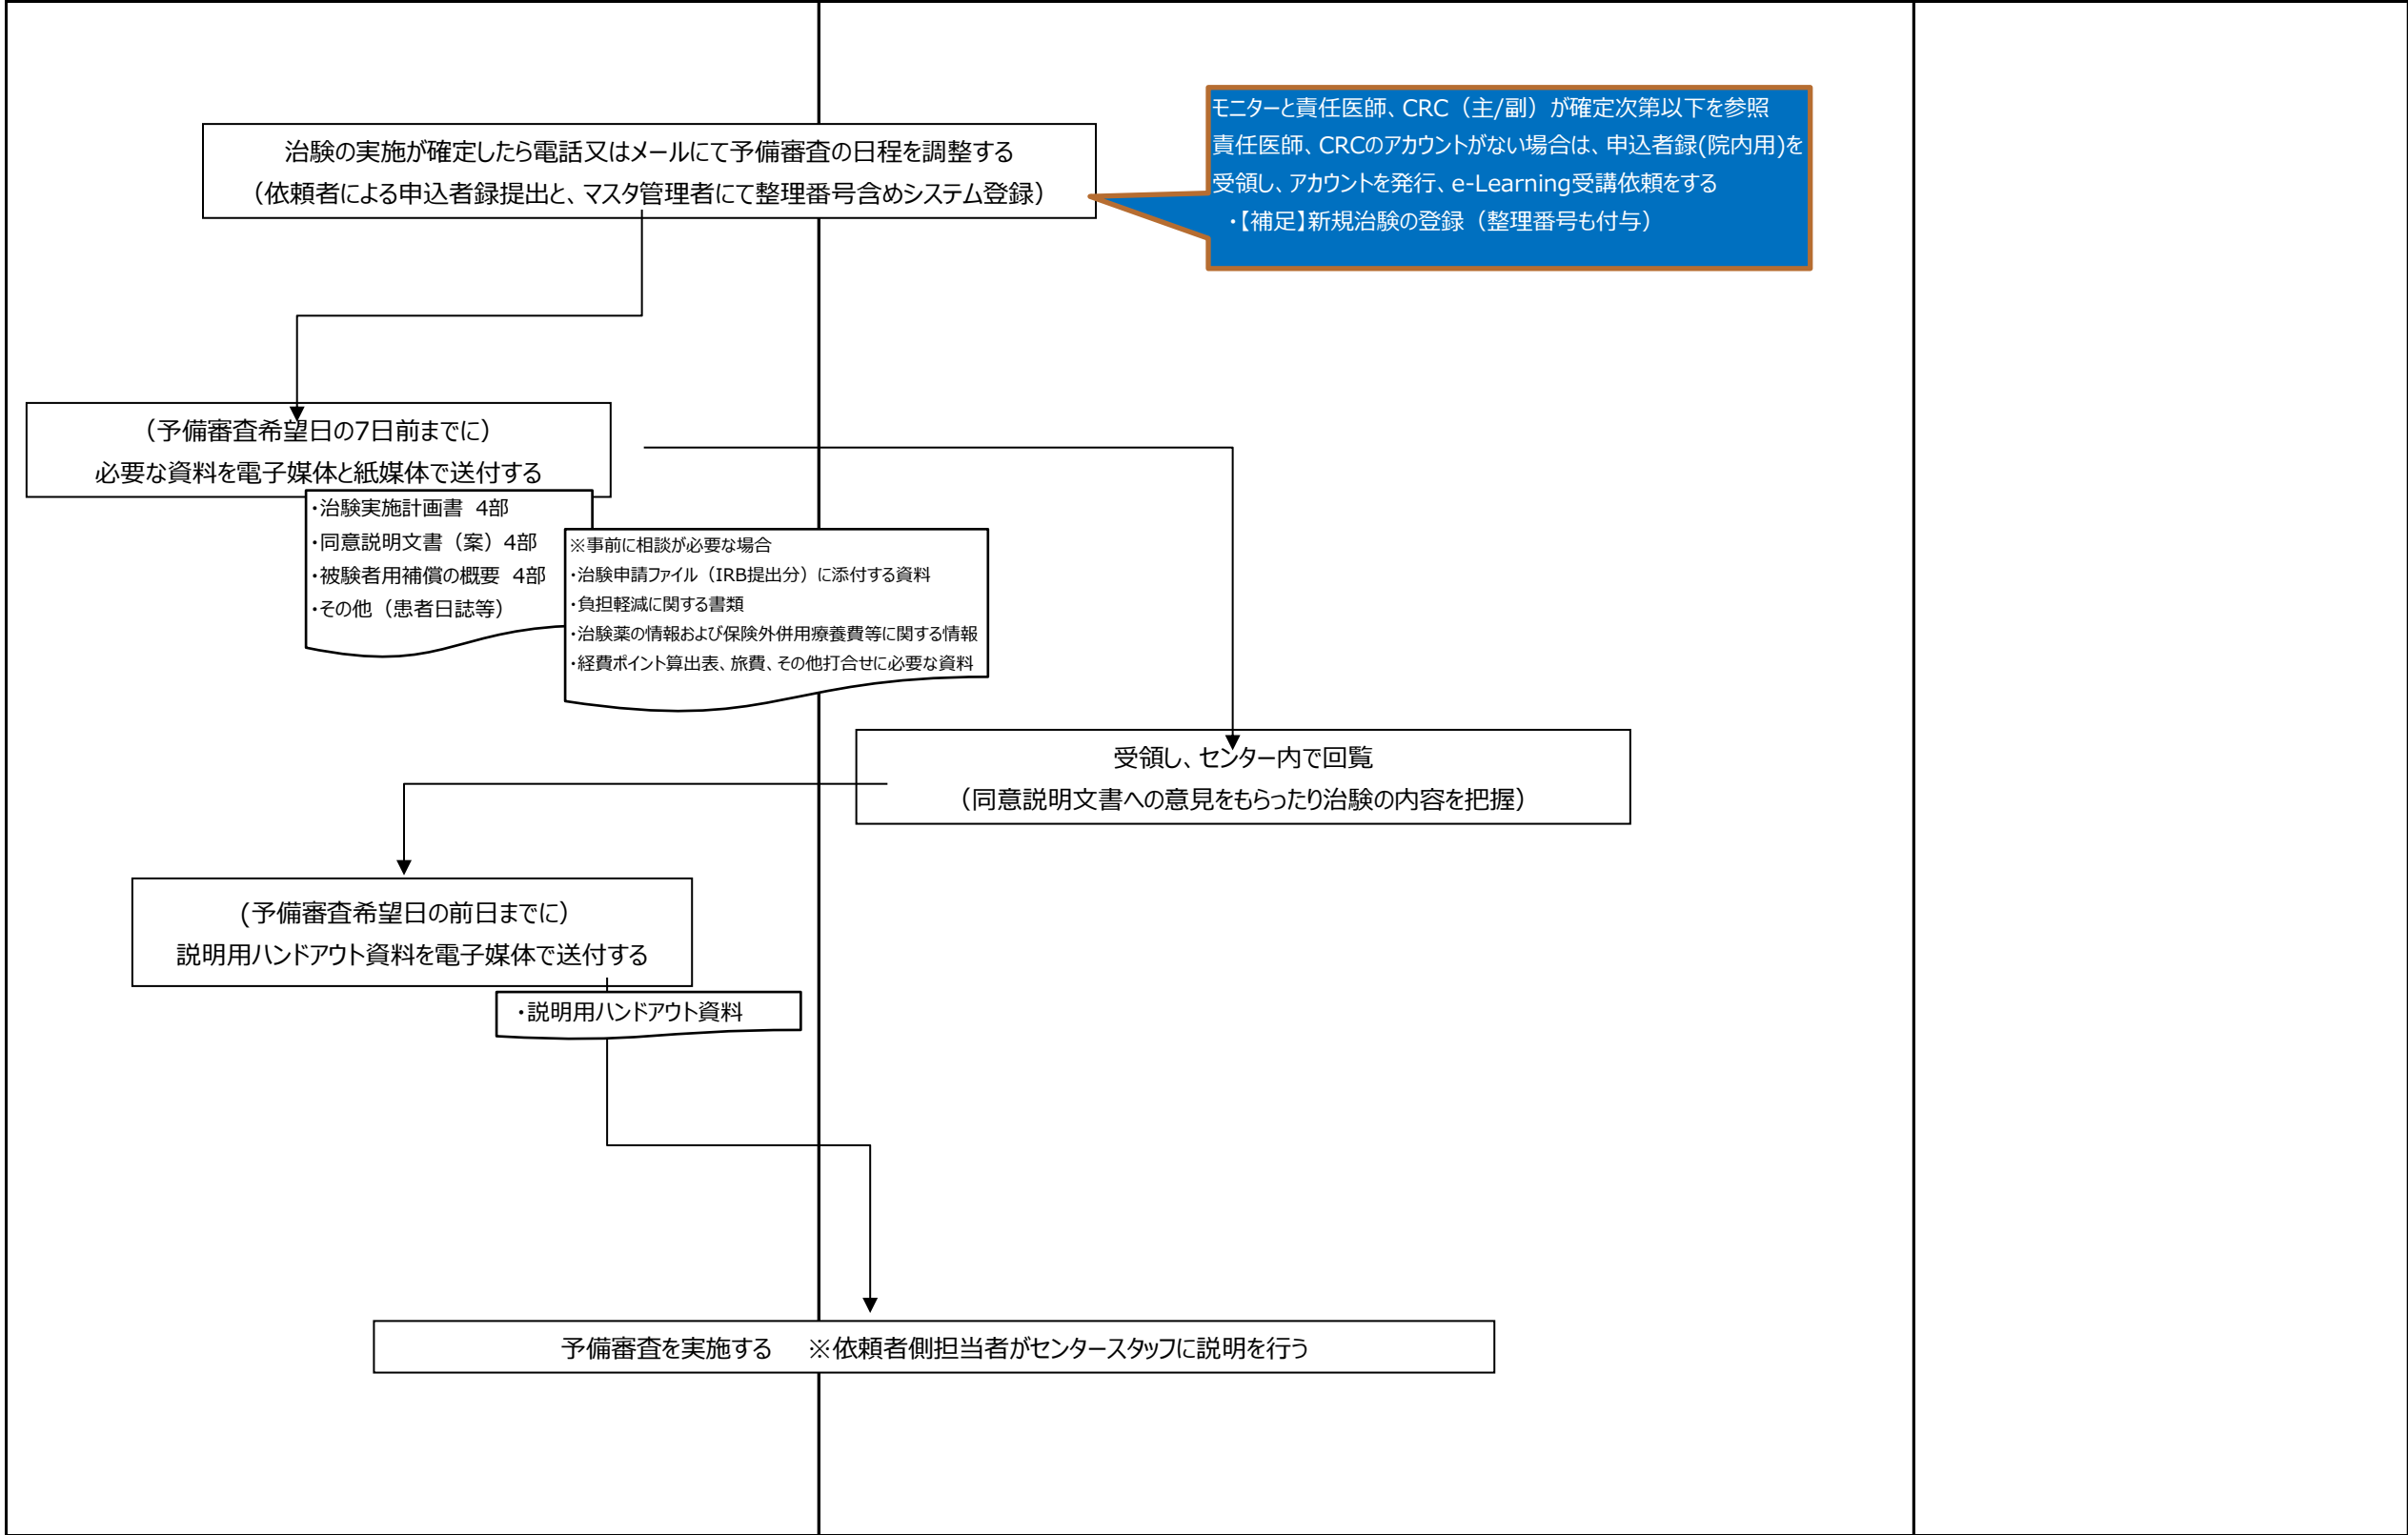 治験の実施が確定したら電話又はメールにて予備審査の日程を調整する
（依頼者による申込者録提出と、マスタ管理者にて整理番号含めシステム登録）
モニターと責任医師、CRC（主/副）が確定次第以下を参照
責任医師、CRCのアカウントがない場合は、申込者録(院内用)を
受領し、アカウントを発行、e-Learning受講依頼をする
・【補足】新規治験の登録（整理番号も付与）
（予備審査希望日の7日前までに）
必要な資料を電子媒体と紙媒体で送付する
・治験実施計画書 4部
・同意説明文書（案）4部
・被験者用補償の概要 4部
・その他（患者日誌等）
※事前に相談が必要な場合
・治験申請ファイル（IRB提出分）に添付する資料
・負担軽減に関する書類
・治験薬の情報および保険外併用療養費等に関する情報
・経費ポイント算出表、旅費、その他打合せに必要な資料
受領し、センター内で回覧
（同意説明文書への意見をもらったり治験の内容を把握）
(予備審査希望日の前日までに）
説明用ハンドアウト資料を電子媒体で送付する
・説明用ハンドアウト資料
予備審査を実施する ※依頼者側担当者がセンタースタッフに説明を行う